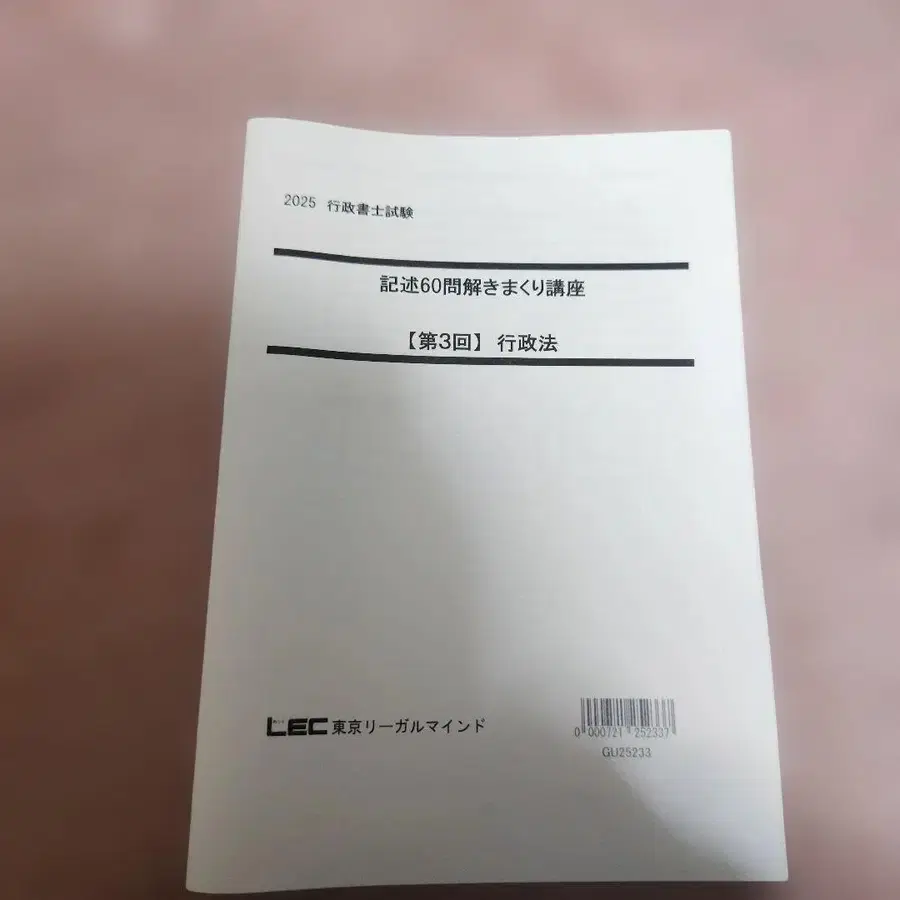 2025 行政書士試験
記述60問解きまくり講座
【第3回】 行政法
LEC東京リーガルマインド
0 000721 252337
GU25233